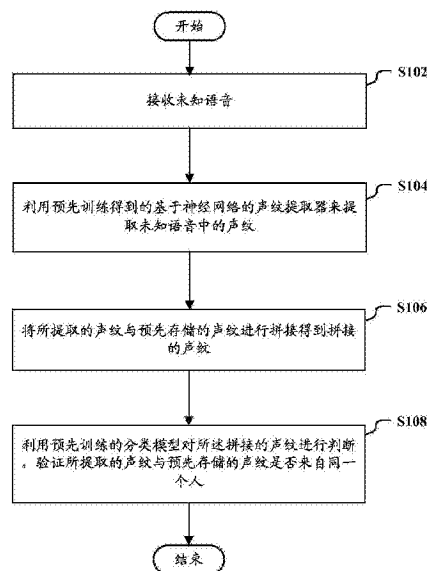 开始
S102
接收未知语音
S104
利用预先训练得到的基于神经网络的声纹提取器来提
取未知语音中的声纹
S106
将所提取的声纹与预先存储的声纹进行拼接得到拼接
的声纹
S108
利用预先训练的分类模型对所述拼接的声纹进行判断
，验证所提取的声纹与预先存储的声纹是否来自同一
个人
结束